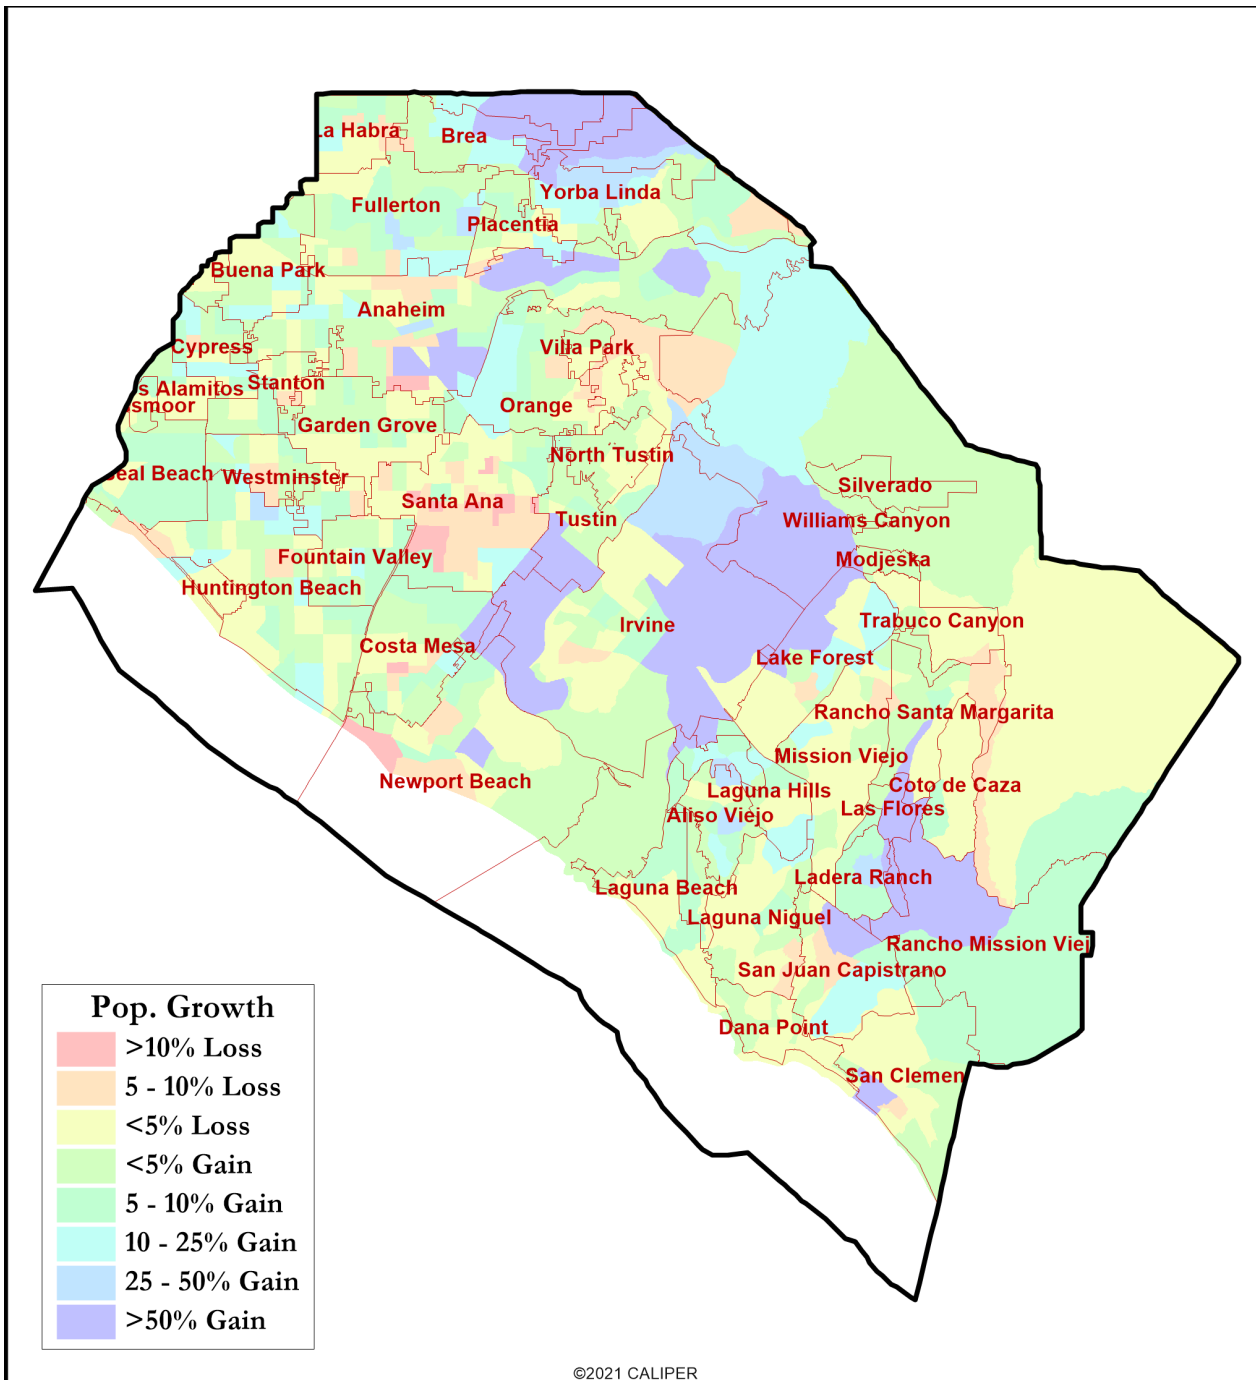 La Habra
Brea
Yorba Linda
Fullerton
Placentia
Buena Park
Anaheim
Cypress
Villa Park
s Alamitos
Stanton
smoor
Orange
Garden Grove
North Tustin
eal Beach
Westminster
Silverado
Santa Ana
Tustin
Williams Canyon
Fountain Valley
Modjeska
Huntington Beach
Irvine
Trabuco Canyon
Costa Mesa
Lake Forest
Rancho Santa Margarita
Mission Viejo
Newport Beach
Laguna Hills
Coto de Caza
Aliso Viejo
Las Flores
Laguna Beach
Ladera Ranch
Laguna Niguel
Rancho Mission Viej
San Juan Capistrano
Dana Point
San Clemen
Pop. Growth
>10% Loss
5 - 10% Loss
<5% Loss
<5% Gain
5 - 10% Gain
10 - 25% Gain
25 - 50% Gain
>50% Gain
©2021 CALIPER